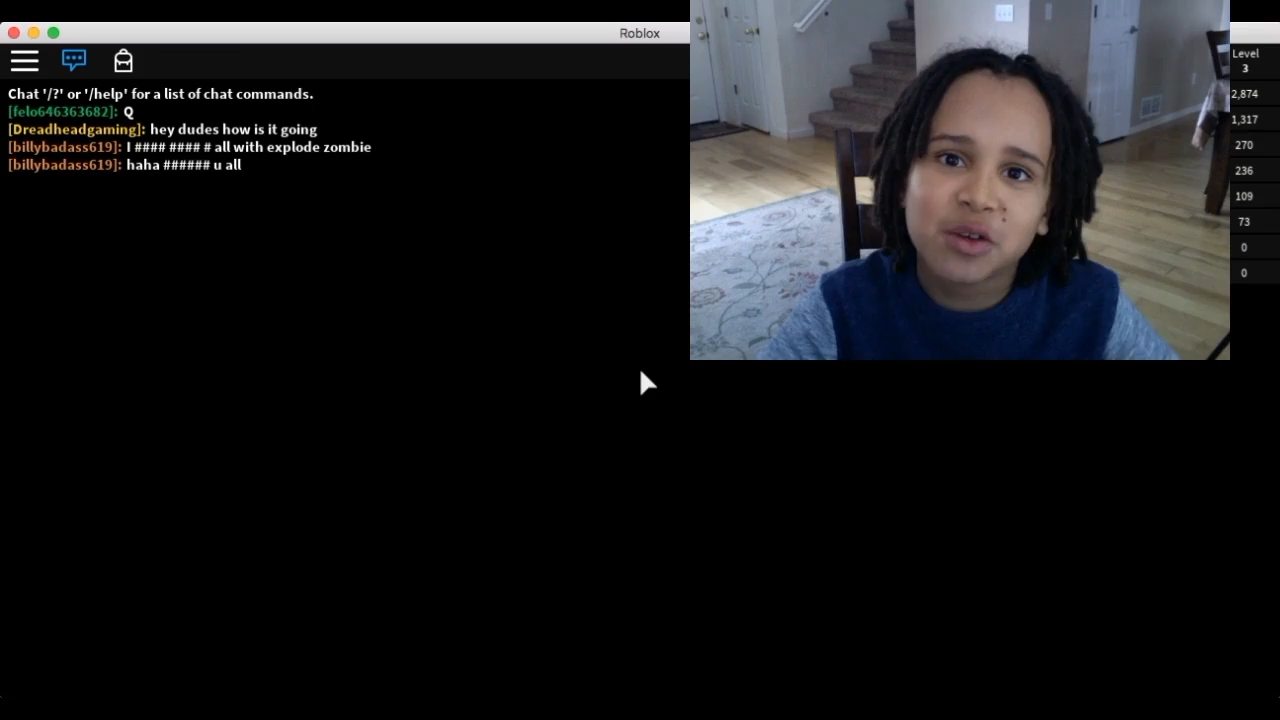 Roblox
Chat '/?' or '/help' for a list of chat commands.
[felo646363682]: Q
[Dreadheadgaming]: hey dudes how is it going
[billybadass619]: I #### #### # all with explode zombie
[billybadass619]: haha ###### u all
Level
3
2,874
1,317
270
236
109
73
0
0